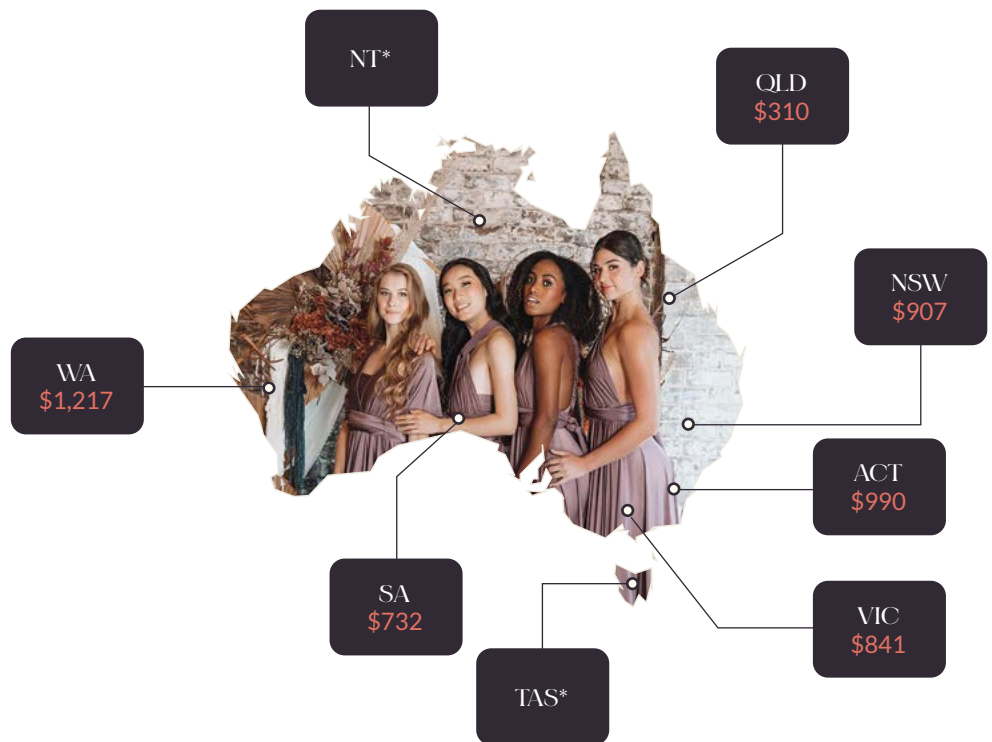 NT*
QLD
$310
NSW
$907
WA
$1,217
ACT
$990
SA
$732
VIC
$841
TAS*